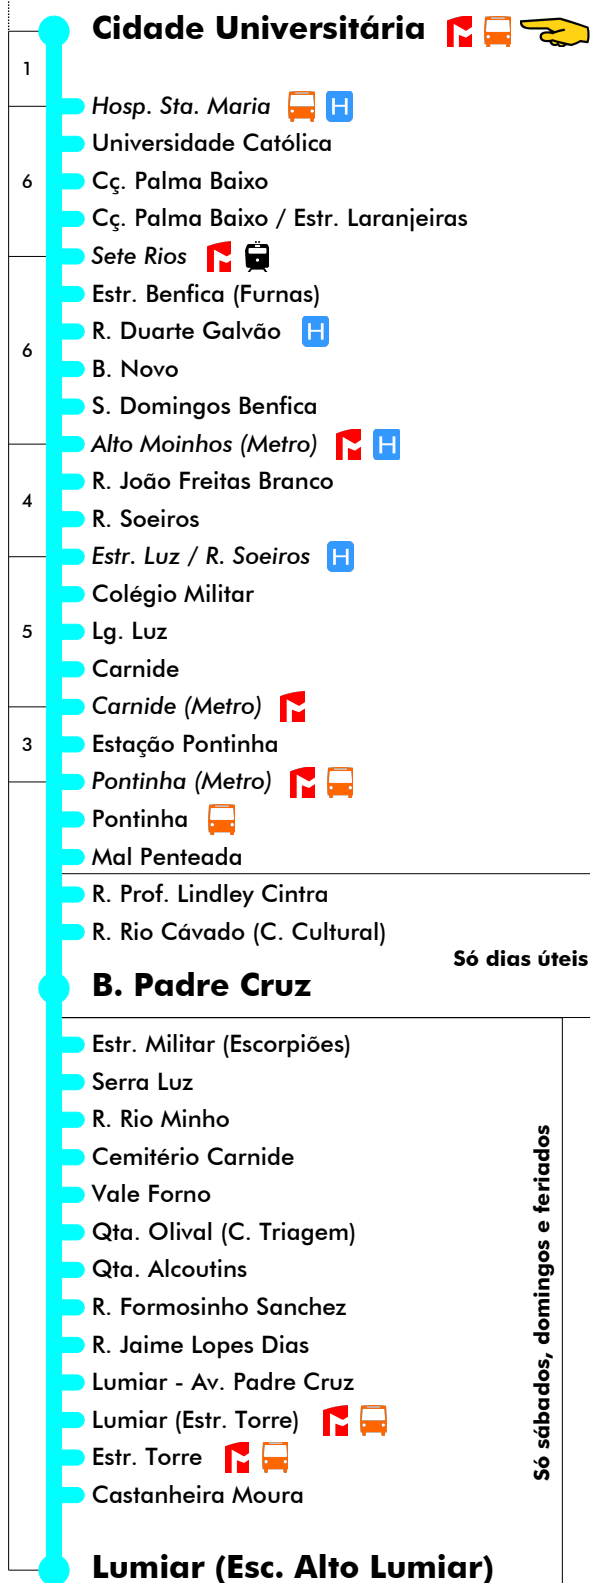 Cidade Universitária
1
Hosp. Sta. Maria H
Universidade Católica
6
Cç. Palma Baixo
Cç. Palma Baixo / Estr. Laranjeiras
Sete Rios
Estr. Benfica (Furnas)
R. Duarte Galvão H
6
B. Novo
S. Domingos Benfica
Alto Moinhos (Metro) H
R. João Freitas Branco
4
R. Soeiros
Estr. Luz / R. Soeiros H
Colégio Militar
5
Lg. Luz
Carnide
Carnide (Metro)
3
Estação Pontinha
Pontinha (Metro)
Pontinha
Mal Penteada
R. Prof. Lindley Cintra
R. Rio Cávado (C. Cultural)
Só dias úteis
B. Padre Cruz
Estr. Militar (Escorpiões)
Serra Luz
R. Rio Minho
Cemitério Carnide
Vale Forno
Qta. Olival (C. Triagem)
Qta. Alcoutins
R. Formosinho Sanchez
R. Jaime Lopes Dias
Lumiar - Av. Padre Cruz
Lumiar (Estr. Torre)
Estr. Torre
Castanheira Moura
Só sábados, domingos e feriados
Lumiar (Esc. Alto Lumiar)